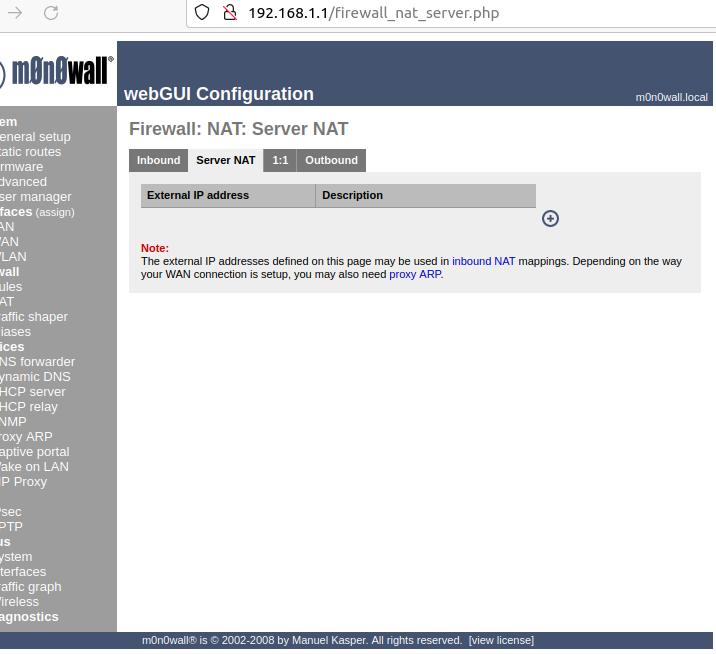 192.168.1.1/firewall_nat_server.php
m0n0wall®
webGUI Configuration
m0n0wall.local
em
eneral setup
tatic routes
rmware
dvanced
ser manager
faces (assign)
AN
AN
LAN
wall
ules
AT
affic shaper
iases
ices
NS forwarder
ynamic DNS
HCP server
HCP relay
NMP
roxy ARP
aptive portal
ake on LAN
IP Proxy
sec
PTP
us
ystem
terfaces
affic graph
ireless
agnostics
Firewall: NAT: Server NAT
Inbound Server NAT 1:1 Outbound
External IP address Description
Note:
The external IP addresses defined on this page may be used in inbound NAT mappings. Depending on the way
your WAN connection is setup, you may also need proxy ARP.
m0n0wall® is © 2002-2008 by Manuel Kasper. All rights reserved. [view license]